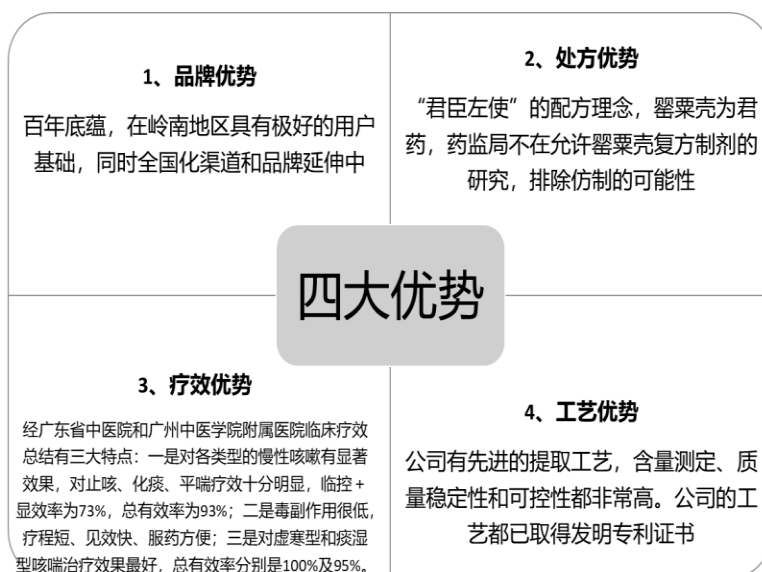 1、品牌优势
百年底蕴，在岭南地区具有极好的用户
基础，同时全国化渠道和品牌延伸中
2、处方优势
“君臣左使”的配方理念，罂粟壳为君
药，药监局不在允许罂粟壳复方制剂的
研究，排除仿制的可能性
四大优势
3、疗效优势
经广东省中医院和广州中医学院附属医院临床疗效
总结有三大特点：一是对各类型的慢性咳嗽有显著
效果，对止咳、化痰、平喘疗效十分明显，临控+
显效率为73%，总有效率为93%；二是毒副作用很低，
疗程短、见效快、服药方便；三是对虚寒型和痰湿
型咳喘治疗效果最好，总有效率分别是100%及95%。
4、工艺优势
公司有先进的提取工艺，含量测定、质
量稳定性和可控性都非常高。公司的工
艺都已取得发明专利证书